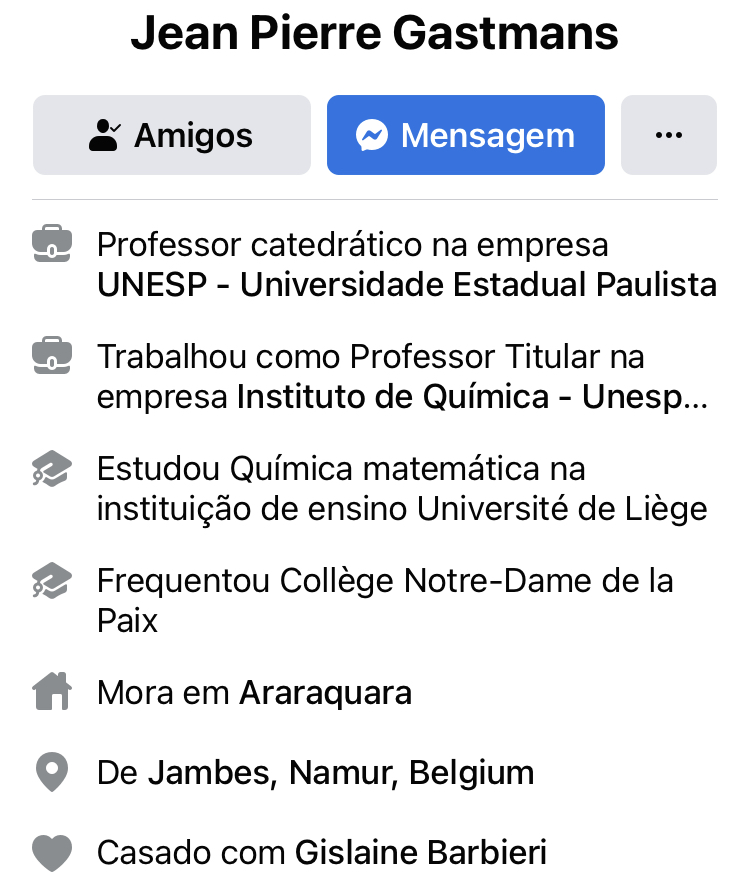 Jean Pierre Gastmans
Amigos
Mensagem
Professor catedrático na empresa
UNESP - Universidade Estadual Paulista
Trabalhou como Professor Titular na
empresa Instituto de Química - Unesp...
Estudou Química matemática na
instituição de ensino Université de Liège
Frequentou Collège Notre-Dame de la
Paix
Mora em Araraquara
De Jambes, Namur, Belgium
Casado com Gislaine Barbieri